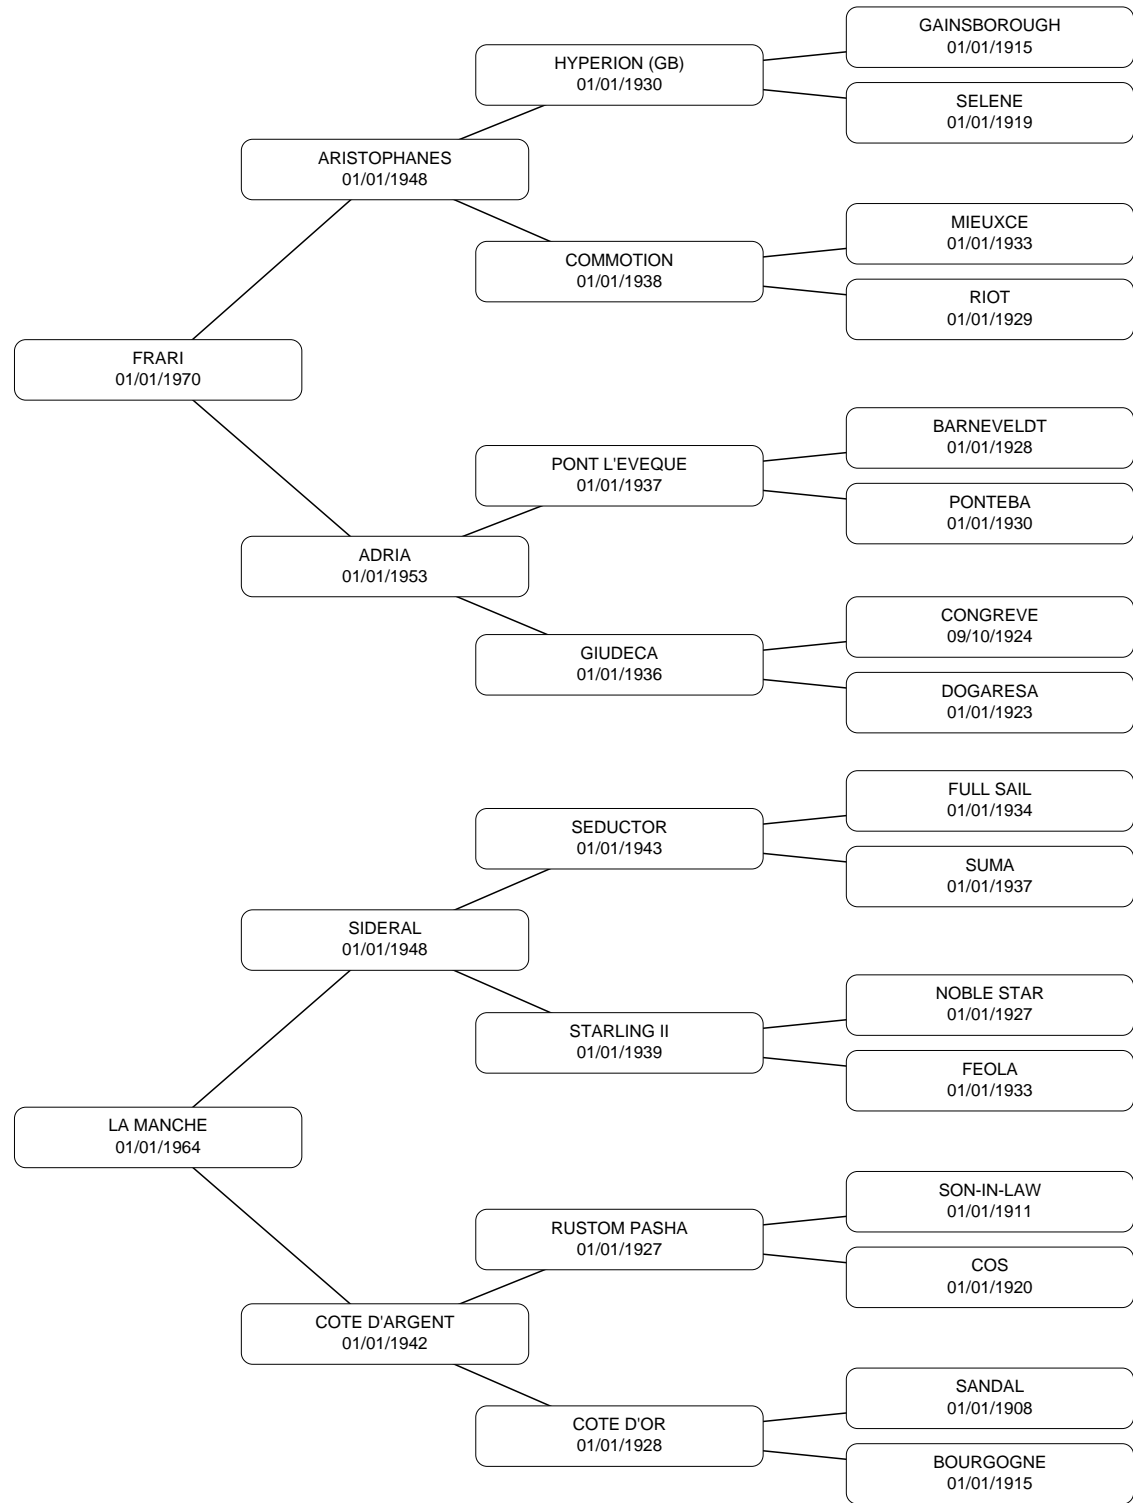 GAINSBOROUGH
01/01/1915
HYPERION (GB)
01/01/1930
SELENE
01/01/1919
ARISTOPHANES
01/01/1948
MIEUXCE
01/01/1933
COMMOTION
01/01/1938
RIOT
01/01/1929
FRARI
01/01/1970
BARNEVELDT
01/01/1928
PONT L'EVEQUE
01/01/1937
PONTEBA
01/01/1930
ADRIA
01/01/1953
CONGREVE
09/10/1924
GIUDECA
01/01/1936
DOGARESA
01/01/1923
FULL SAIL
01/01/1934
SEDUCTOR
01/01/1943
SUMA
01/01/1937
SIDERAL
01/01/1948
NOBLE STAR
01/01/1927
STARLING II
01/01/1939
FEOLA
01/01/1933
LA MANCHE
01/01/1964
SON-IN-LAW
01/01/1911
RUSTOM PASHA
01/01/1927
COS
01/01/1920
COTE D'ARGENT
01/01/1942
SANDAL
01/01/1908
COTE D'OR
01/01/1928
BOURGOGNE
01/01/1915